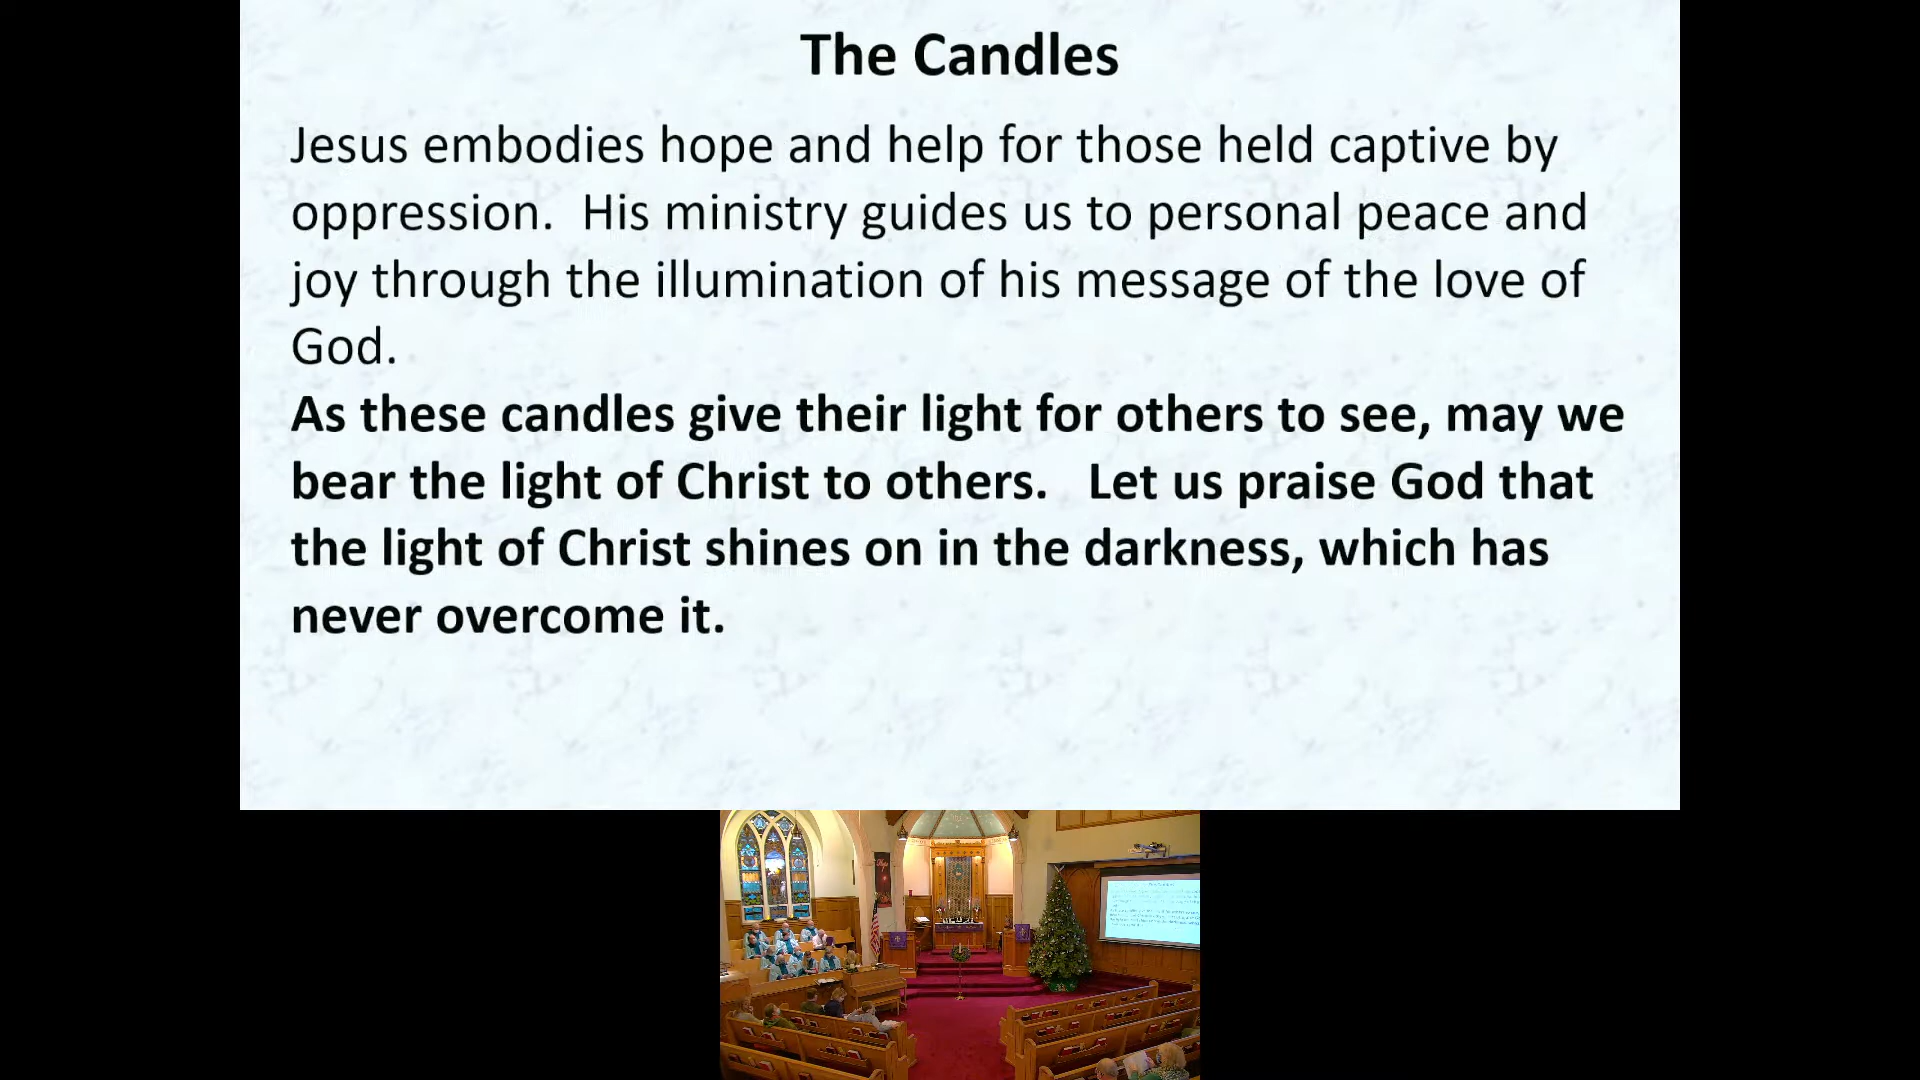 The Candles
Jesus embodies hope and help for those held captive by
oppression.  His ministry guides us to personal peace and
joy through the illumination of his message of the love of
God.
As these candles give their light for others to see, may we
bear the light of Christ to others.   Let us praise God that
the light of Christ shines on in the darkness, which has
never overcome it.
Hope